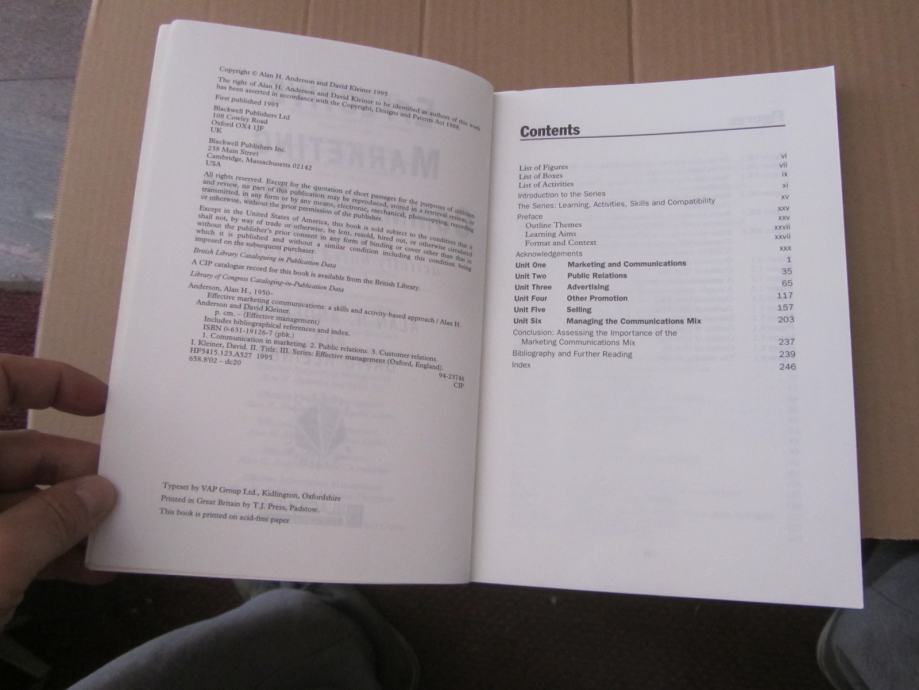 Copyright © Alan H. Anderson and David Kleiner 1995
The right of Alan H. Anderson and David Kleiner to be identified as authors of this work
has been asserted in accordance with the Copyright, Designs and Patents Act 1988.
First published 1995
Blackwell Publishers Ltd
108 Cowley Road
Oxford OX4 1JF
UK
Blackwell Publishers Inc.
238 Main Street
Cambridge, Massachusetts 02142
USA
All rights reserved. Except for the quotation of short passages for the purposes of criticism
and review, no part of this publication may be reproduced, stored in a retrieval system, or
transmitted, in any form or by any means, electronic, mechanical, photocopying, recording
or otherwise, without the prior permission of the publisher.
Except in the United States of America, this book is sold subject to the condition that it
shall not, by way of trade or otherwise, be lent, resold, hired out, or otherwise circulated
without the publisher's prior consent in any form of binding or cover other than that in
which it is published and without a similar condition including this condition being
imposed on the subsequent purchaser.
British Library Cataloguing in Publication Data
A CIP catalogue record for this book is available from the British Library.
Library of Congress Cataloging-in-Publication Data
Anderson, Alan H., 1950–
Effective marketing communications: a skills and activity-based approach / Alan H.
Anderson and David Kleiner.
p. cm. – (Effective management)
Includes bibliographical references and index.
ISBN 0-631-19126-7 (pbk.)
1. Communication in marketing. 2. Public relations. 3. Customer relations.
I. Kleiner, David. II. Title. III. Series: Effective management (Oxford, England).
HF5415.123.A527 1995
658.8'02 – dc20
CIP
Typeset by VAP Group Ltd., Kidlington, Oxfordshire
Printed in Great Britain by T.J. Press, Padstow.
This book is printed on acid-free paper
Contents
List of Figures vi
List of Boxes vii
List of Activities ix
Introduction to the Series xi
The Series: Learning, Activities, Skills and Compatibility xv
Preface xxv
Outline Themes xxv
Learning Aims xxvii
Format and Context xxvii
Acknowledgements xxx
Unit One Marketing and Communications 1
Unit Two Public Relations 35
Unit Three Advertising 65
Unit Four Other Promotion 117
Unit Five Selling 157
Unit Six Managing the Communications Mix 203
Conclusion: Assessing the Importance of the
Marketing Communications Mix 237
Bibliography and Further Reading 239
Index 246